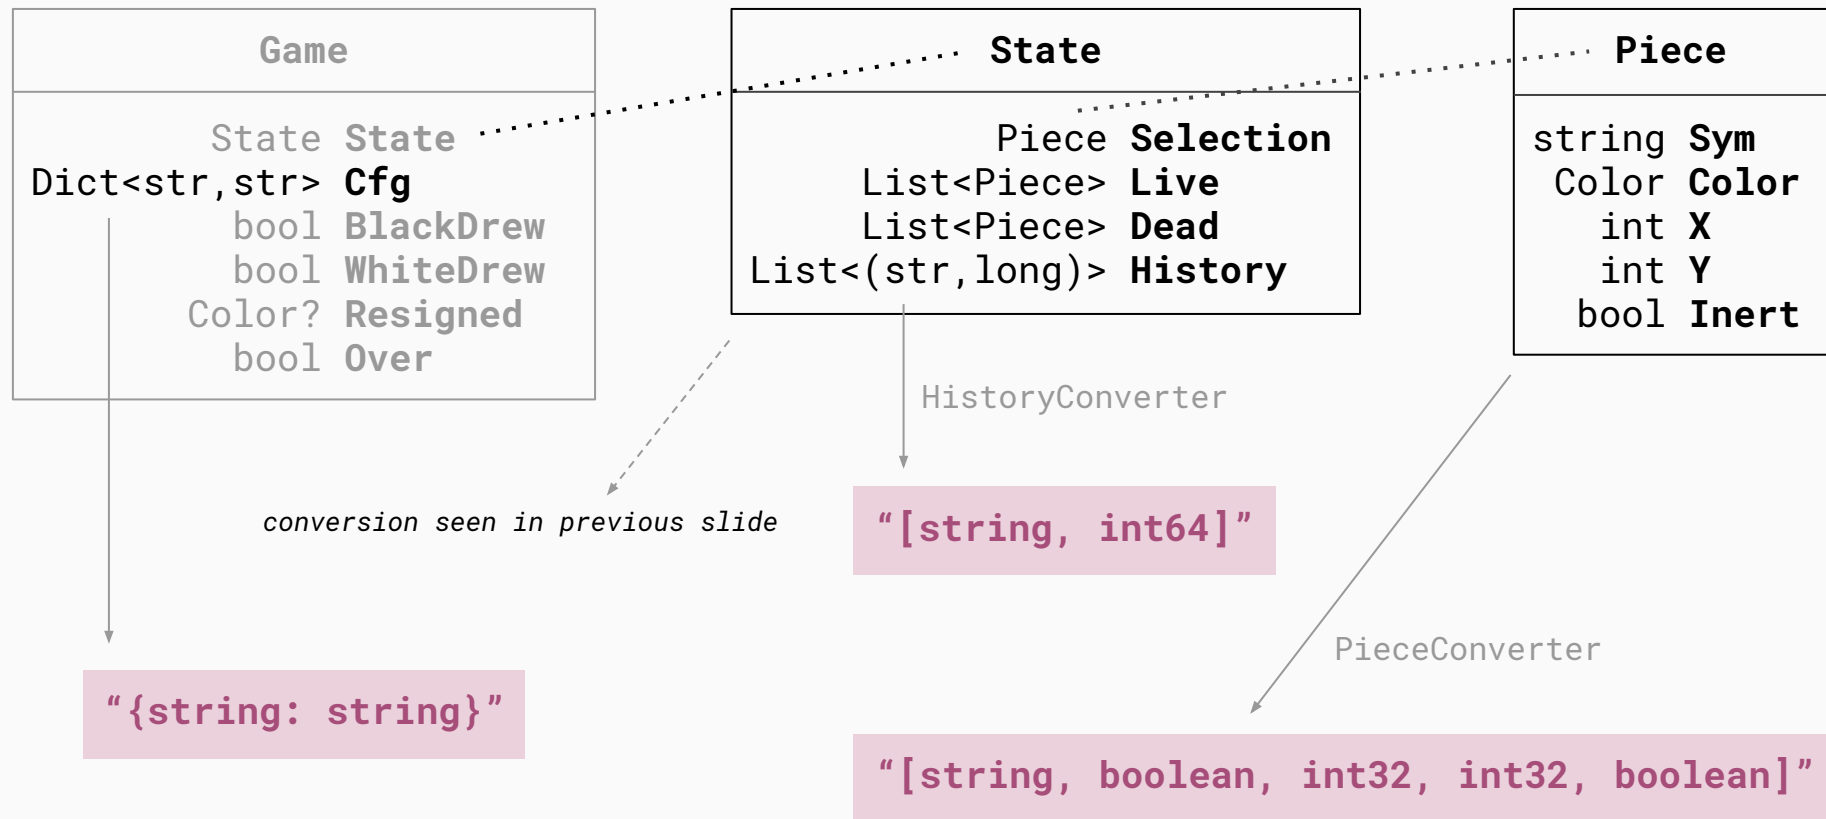 Game
State State
Dict<str,str> Cfg
bool BlackDrew
bool WhiteDrew
Color? Resigned
bool Over
State
Piece Selection
List<Piece> Live
List<Piece> Dead
List<(str,long)> History
Piece
string Sym
Color Color
int X
int Y
bool Inert
HistoryConverter
conversion seen in previous slide
“[string, int64]”
PieceConverter
“{string: string}”
“[string, boolean, int32, int32, boolean]”